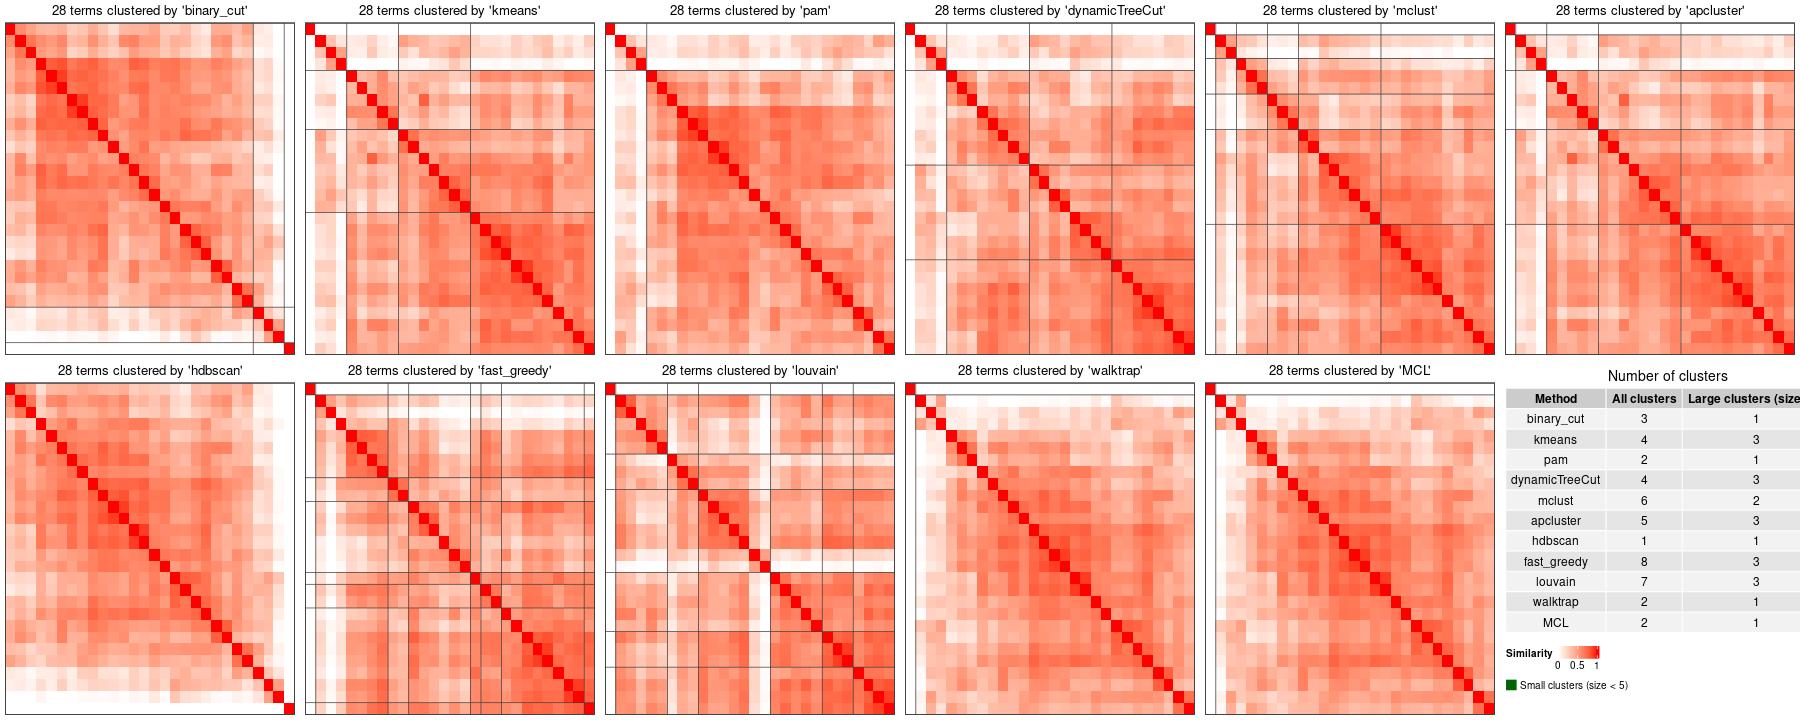 28 terms clustered by 'binary_cut'
28 terms clustered by 'kmeans'
28 terms clustered by 'pam'
28 terms clustered by 'dynamicTreeCut'
28 terms clustered by 'mclust'
28 terms clustered by 'apcluster'
28 terms clustered by 'hdbscan'
28 terms clustered by 'fast_greedy'
28 terms clustered by 'louvain'
28 terms clustered by 'walktrap'
28 terms clustered by 'MCL'
Number of clusters
Method All clusters Large clusters (size
binary_cut 3 1
kmeans 4 3
pam 2 1
dynamicTreeCut 4 3
mclust 6 2
apcluster 5 3
hdbscan 1 1
fast_greedy 8 3
louvain 7 3
walktrap 2 1
MCL 2 1
Similarity
0 0.5 1
Small clusters (size < 5)